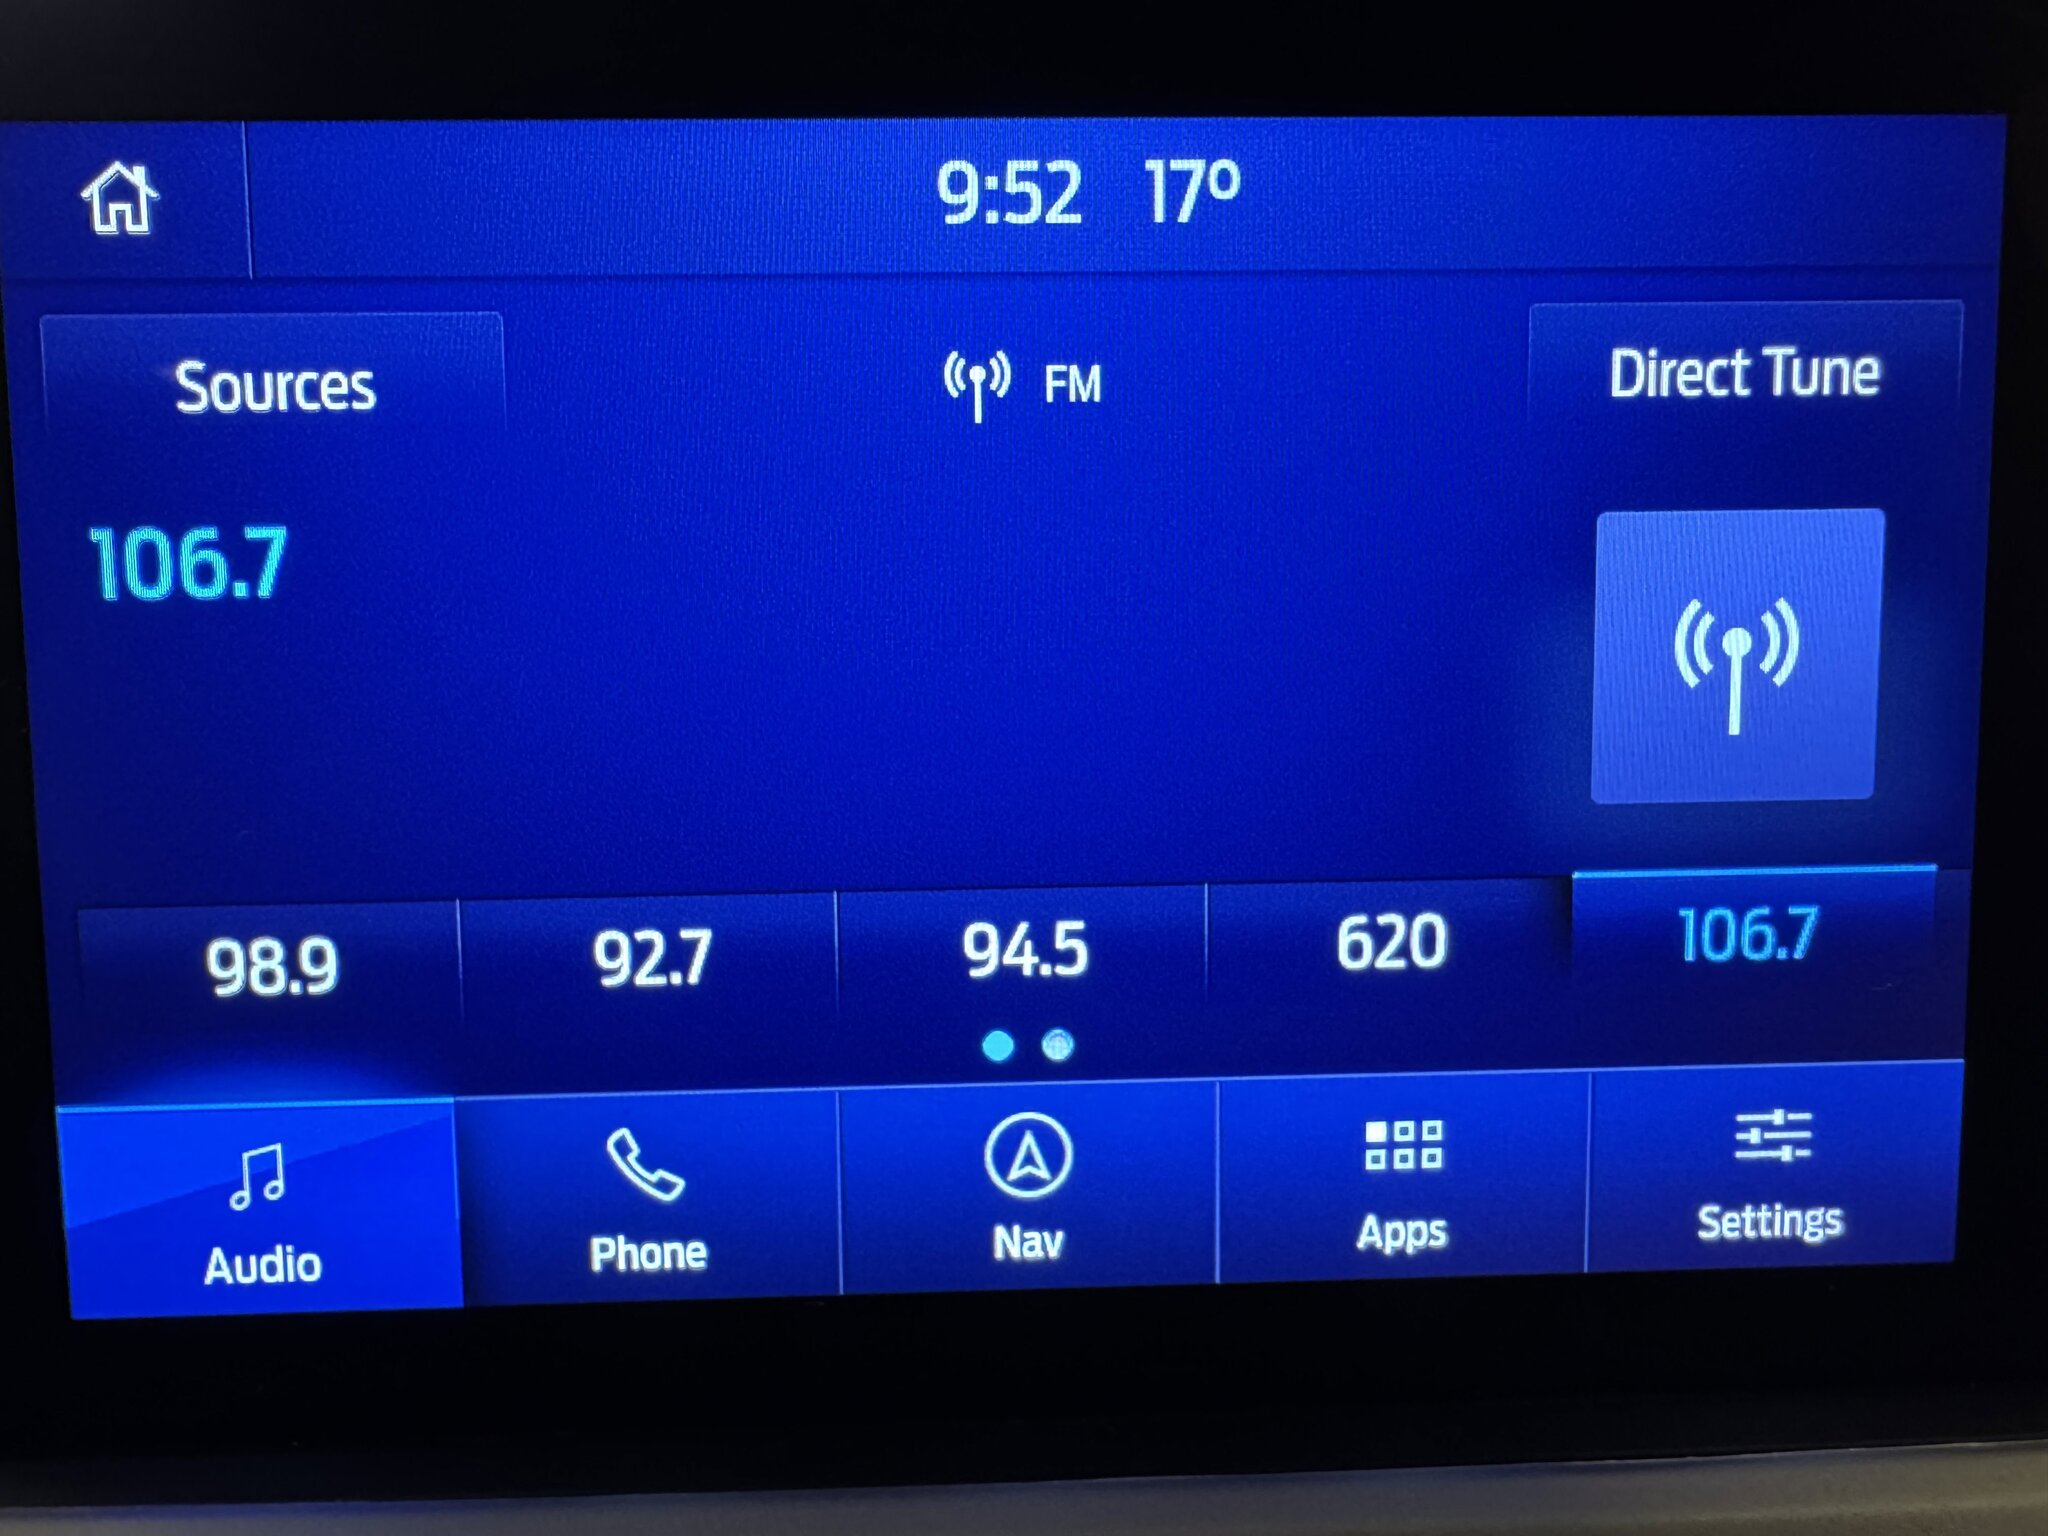 9:52 17º
Sources FM Direct Tune
106.7
98.9 92.7 94.5 620 106.7
Audio Phone Nav Apps Settings